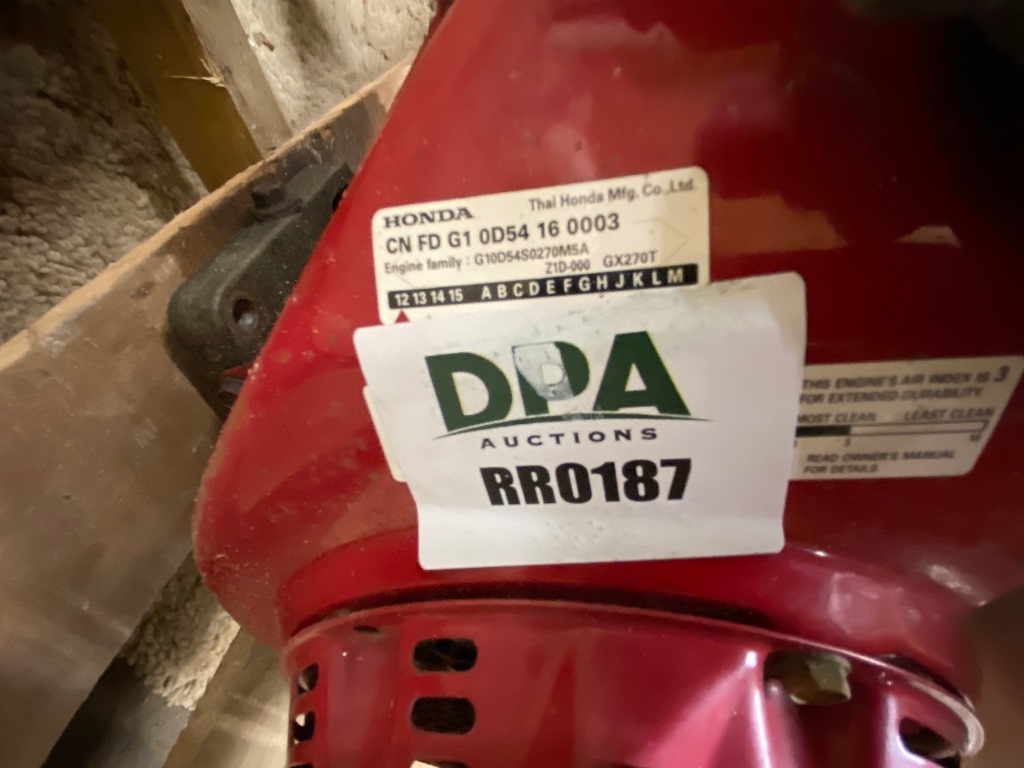 HONDA Thai Honda Mfg. Co.,Ltd.
CN FD G1 0D54 16 0003
Engine family : G10D54S0270M5A
Z1D-000 GX270T
12 13 14 15 A B C D E F G H J K L M
DPA
AUCTIONS
RR0187
THIS ENGINE'S AIR INDEX IS 3
FOR EXTENDED DURABILITY
MOST CLEAN LEAST CLEAN
3 10
READ OWNER'S MANUAL
FOR DETAILS.